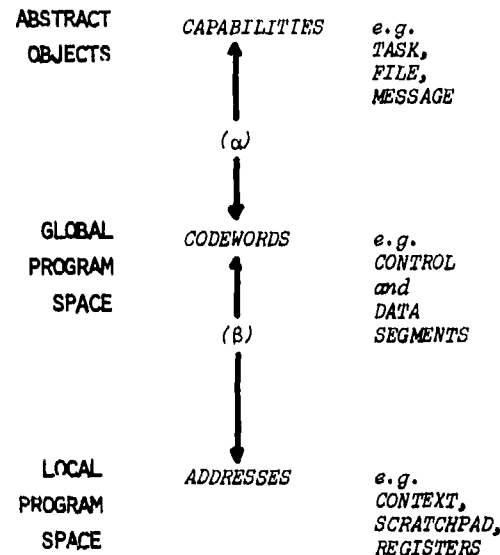 ABSTRACT OBJECTS
CAPABILITIES
e.g.
TASK,
FILE,
MESSAGE
(α)
GLOBAL
PROGRAM
SPACE
CODEWORDS
e.g.
CONTROL
and
DATA
SEGMENTS
(β)
LOCAL
PROGRAM
SPACE
ADDRESSES
e.g.
CONTEXT,
SCRATCHPAD,
REGISTERS